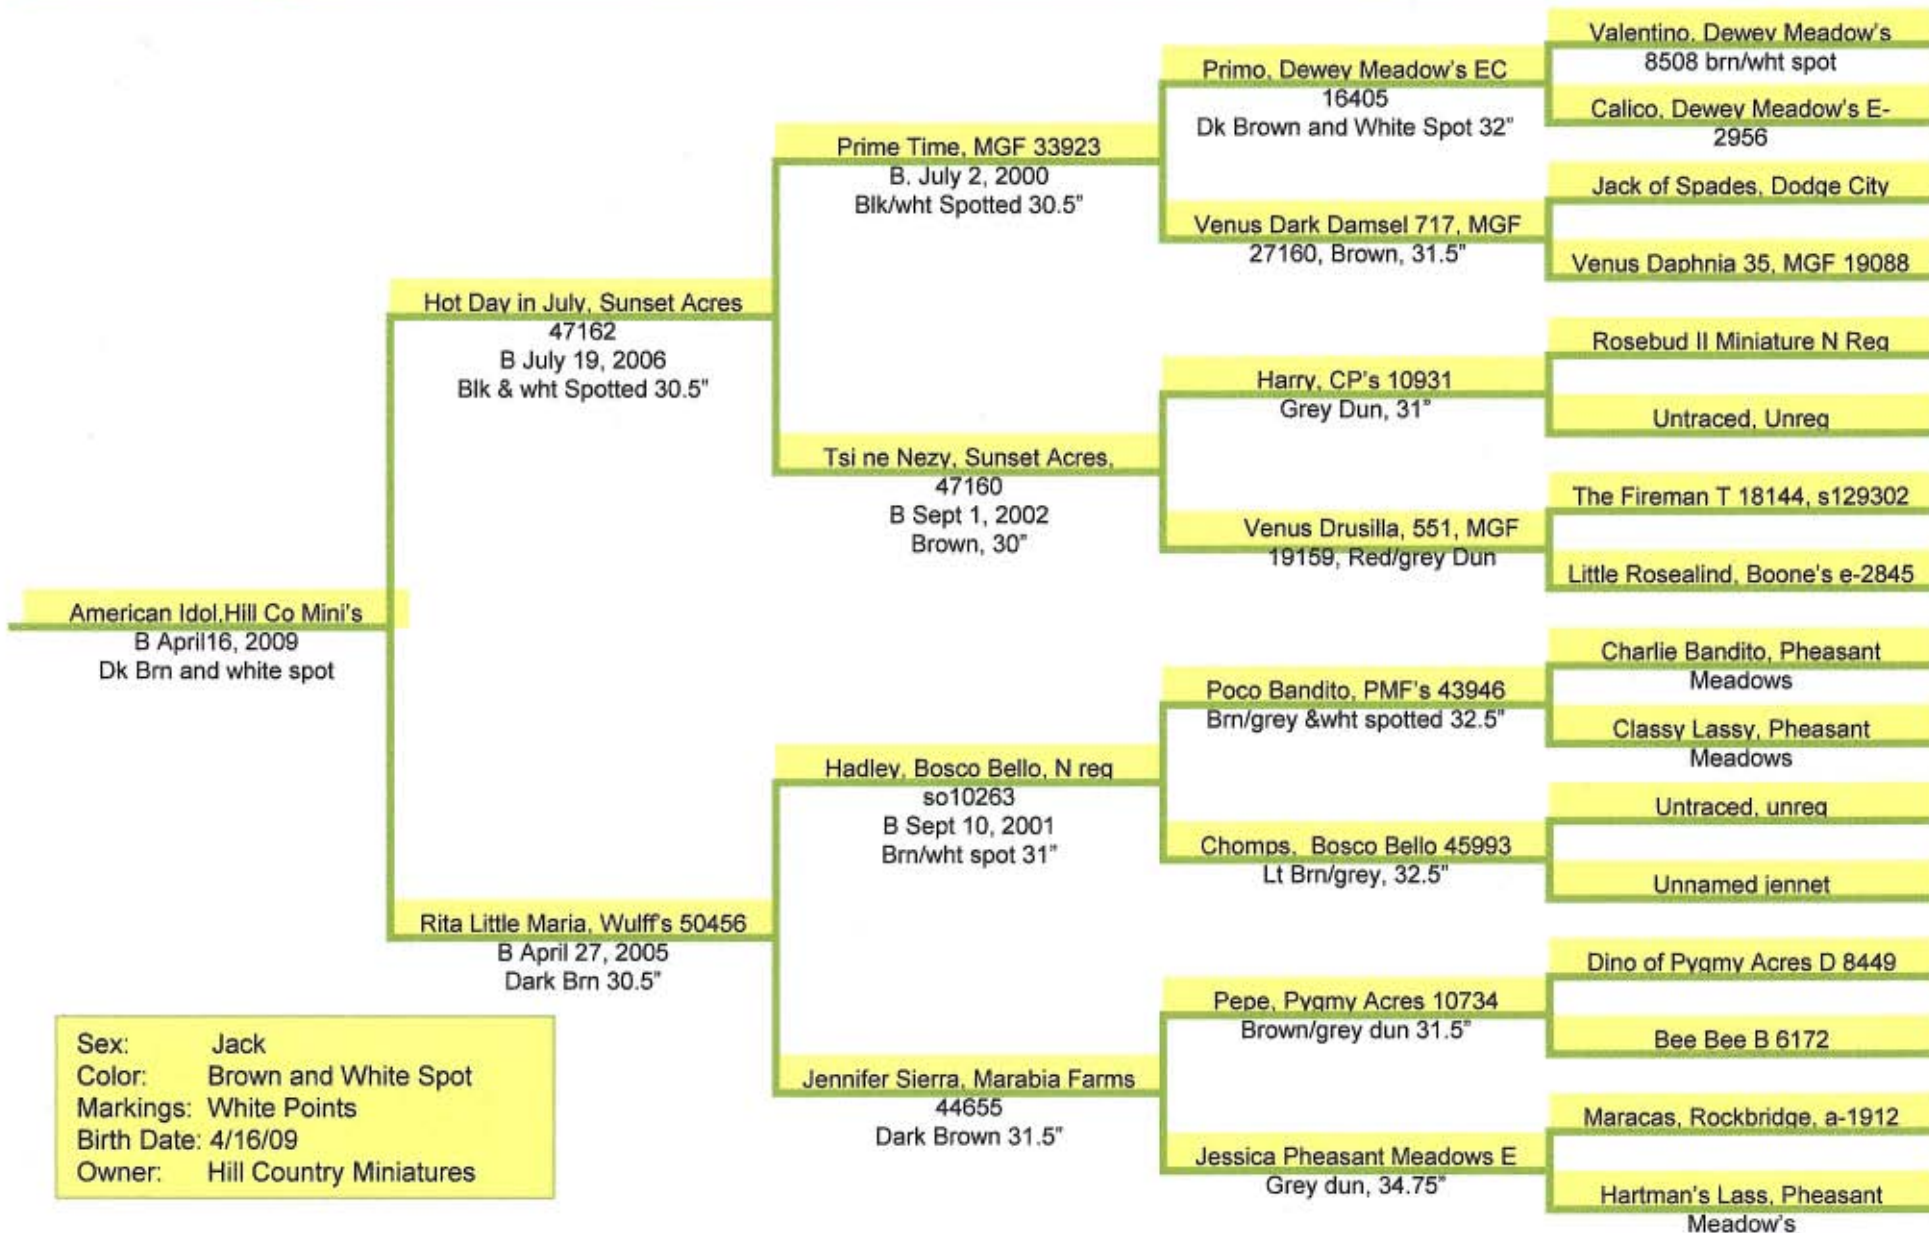 Valentino, Dewey Meadow's
8508 brn/wht spot
Calico, Dewey Meadow's E-
2956
Primo, Dewey Meadow's EC
16405
Dk Brown and White Spot 32"
Jack of Spades, Dodge City
Venus Daphnia 35, MGF 19088
Venus Dark Damsel 717, MGF
27160, Brown, 31.5"
Prime Time, MGF 33923
B. July 2, 2000
Blk/wht Spotted 30.5"
Hot Day in July, Sunset Acres
47162
B July 19, 2006
Blk & wht Spotted 30.5"
Rosebud II Miniature N Reg
Untraced, Unreg
Harry, CP's 10931
Grey Dun, 31"
Tsi ne Nezy, Sunset Acres,
47160
B Sept 1, 2002
Brown, 30"
The Fireman T 18144, s129302
Little Rosealind, Boone's e-2845
Venus Drusilla, 551, MGF
19159, Red/grey Dun
American Idol,Hill Co Mini's
B April16, 2009
Dk Brn and white spot
Charlie Bandito, Pheasant
Meadows
Classy Lassy, Pheasant
Meadows
Poco Bandito, PMF's 43946
Brn/grey &wht spotted 32.5"
Hadley, Bosco Bello, N reg
so10263
B Sept 10, 2001
Brn/wht spot 31"
Untraced, unreg
Unnamed jennet
Chomps,  Bosco Bello 45993
Lt Brn/grey, 32.5"
Rita Little Maria, Wulff's 50456
B April 27, 2005
Dark Brn 30.5"
Dino of Pygmy Acres D 8449
Bee Bee B 6172
Pepe, Pygmy Acres 10734
Brown/grey dun 31.5"
Jennifer Sierra, Marabia Farms
44655
Dark Brown 31.5"
Maracas, Rockbridge, a-1912
Hartman's Lass, Pheasant
Meadow's
Jessica Pheasant Meadows E
Grey dun, 34.75"
Sex: Jack
Color: Brown and White Spot
Markings: White Points
Birth Date: 4/16/09
Owner: Hill Country Miniatures